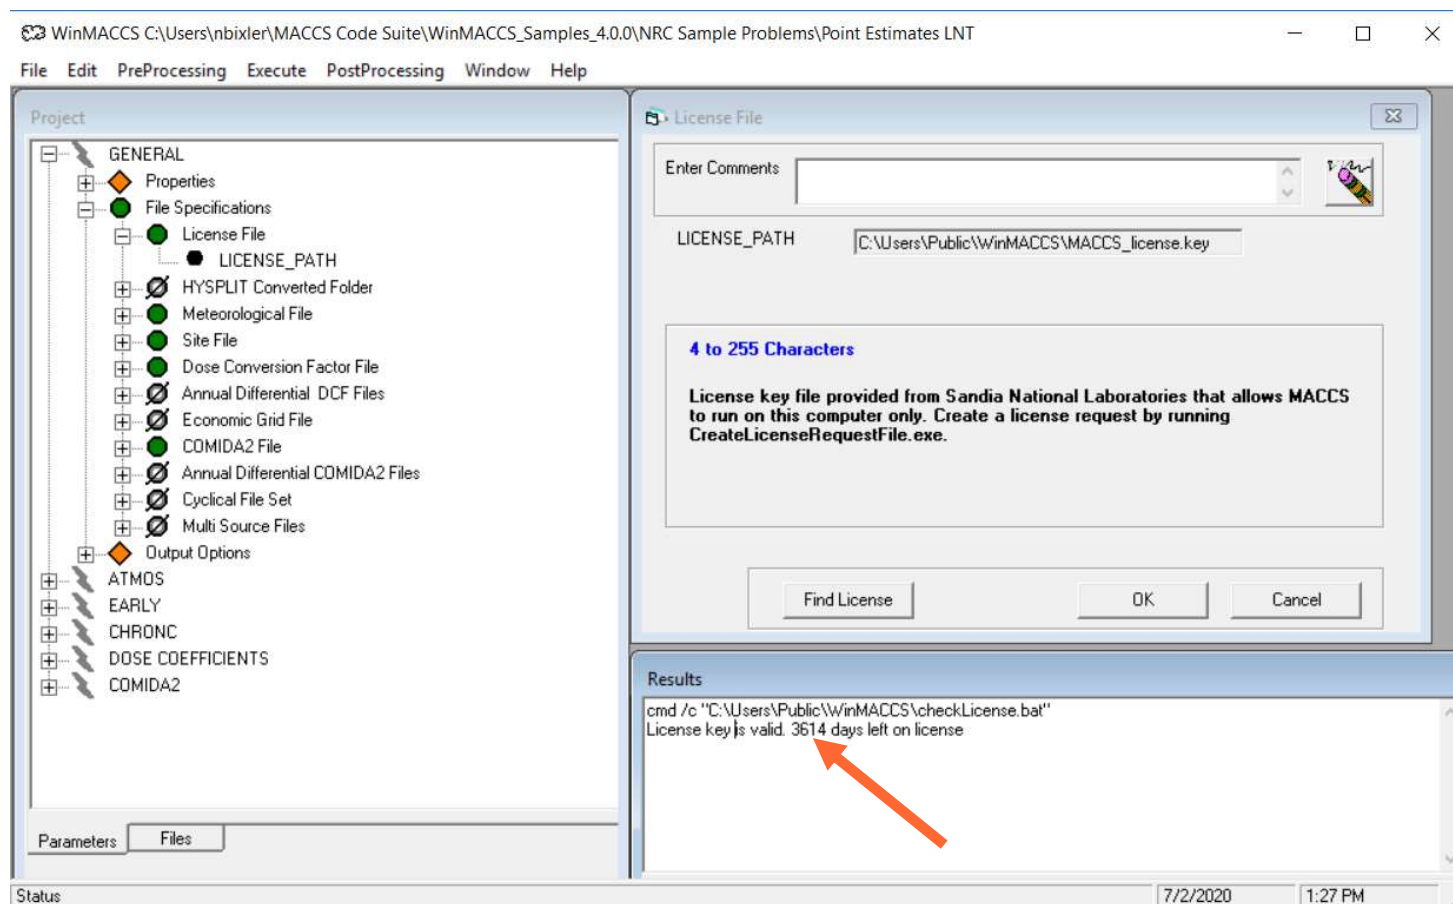 WinMACCS C:\Users\nbixler\MACCS Code Suite\WinMACCS_Samples_4.0.0\NRC Sample Problems\Point Estimates LNT
File Edit PreProcessing Execute PostProcessing Window Help
Project
GENERAL
Properties
File Specifications
License File
LICENSE_PATH
HYSPLIT Converted Folder
Meteorological File
Site File
Dose Conversion Factor File
Annual Differential DCF Files
Economic Grid File
COMIDA2 File
Annual Differential COMIDA2 Files
Cyclical File Set
Multi Source Files
Output Options
ATMOS
EARLY
CHRONC
DOSE COEFFICIENTS
COMIDA2
Parameters Files
License File
Enter Comments
LICENSE_PATH C:\Users\Public\WinMACCS\MACCS_license.key
4 to 255 Characters
License key file provided from Sandia National Laboratories that allows MACCS
to run on this computer only. Create a license request by running
CreateLicenseRequestFile.exe.
Find License OK Cancel
Results
cmd /c "C:\Users\Public\WinMACCS\checkLicense.bat"
License key is valid. 3614 days left on license
Status 7/2/2020 1:27 PM